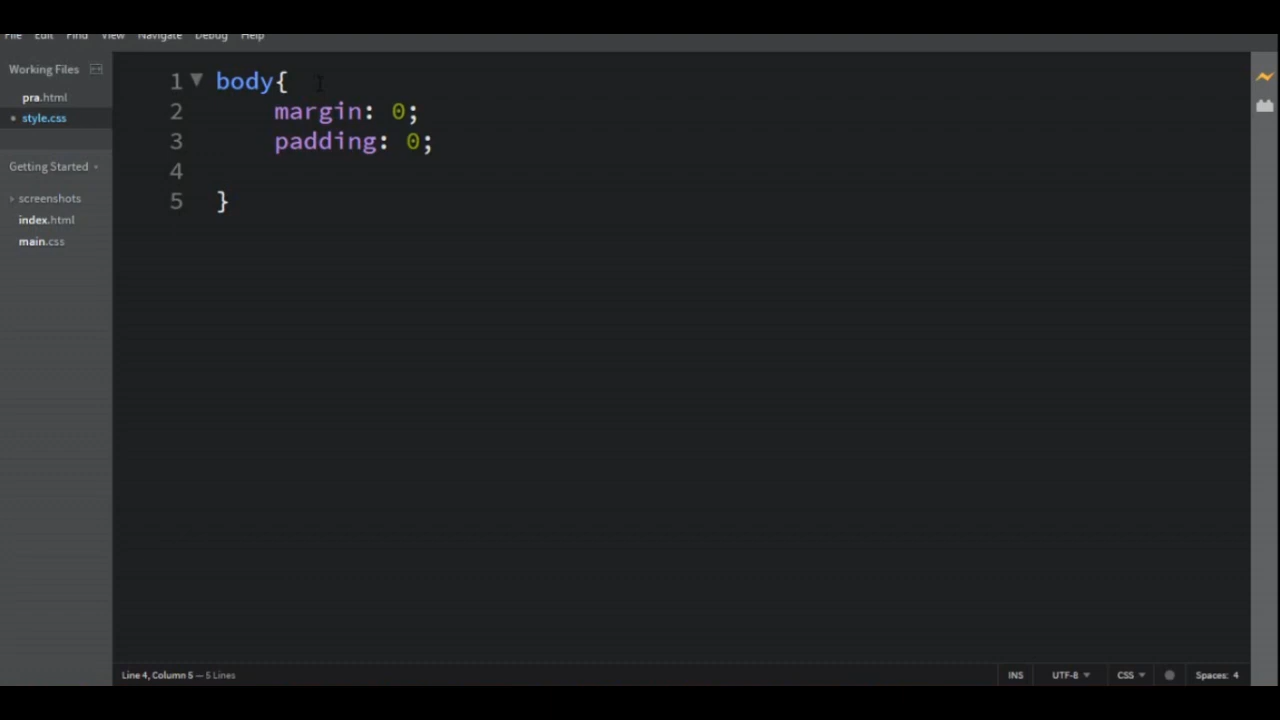 File Edit Find View Navigate Debug Help
Working Files
pra.html
style.css
Getting Started
screenshots
index.html
main.css
1 body{
2 margin: 0;
3 padding: 0;
4
5 }
Line 4, Column 5 — 5 Lines
INS UTF-8 CSS Spaces: 4